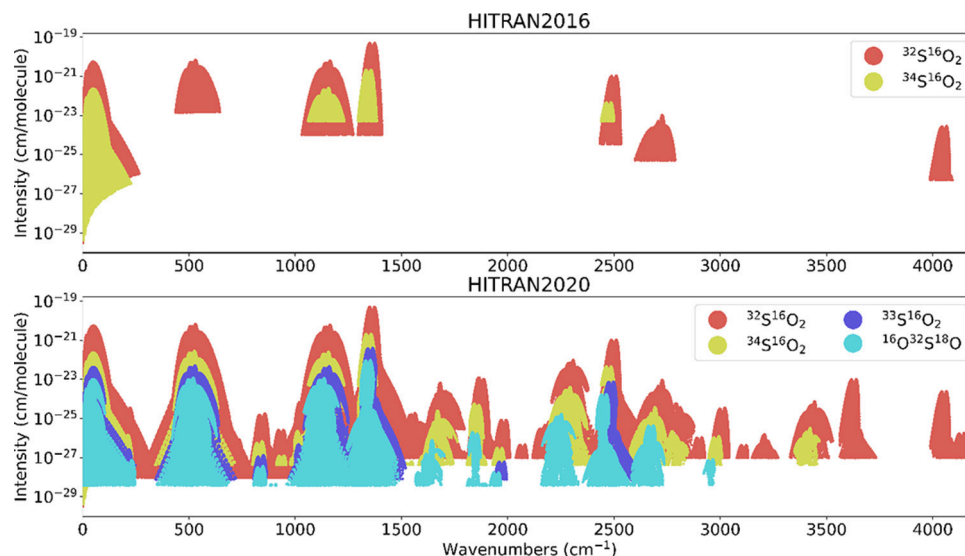 HITRAN2016
Intensity (cm/molecule)
10⁻¹⁹
10⁻²¹
10⁻²³
10⁻²⁵
10⁻²⁷
10⁻²⁹
³²S¹⁶O₂
³⁴S¹⁶O₂
0 500 1000 1500 2000 2500 3000 3500 4000
HITRAN2020
Intensity (cm/molecule)
10⁻¹⁹
10⁻²¹
10⁻²³
10⁻²⁵
10⁻²⁷
10⁻²⁹
³²S¹⁶O₂ ³³S¹⁶O₂
³⁴S¹⁶O₂ ¹⁶O³²S¹⁸O
0 500 1000 1500 2000 2500 3000 3500 4000
Wavenumbers (cm⁻¹)